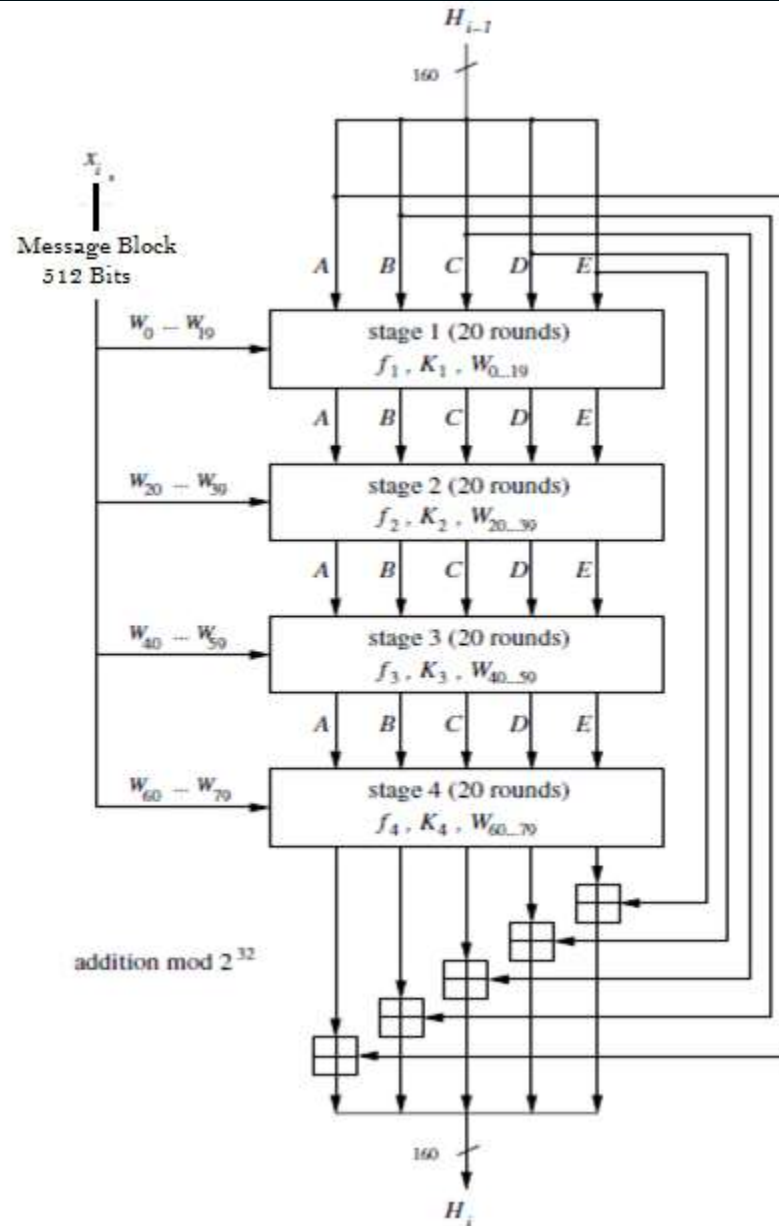 H_{i-1}
160
x_i
Message Block
512 Bits
A B C D E
W_0 – W_19
stage 1 (20 rounds)
f_1 , K_1 , W_0...19
A B C D E
W_20 – W_39
stage 2 (20 rounds)
f_2 , K_2 , W_20...39
A B C D E
W_40 – W_59
stage 3 (20 rounds)
f_3 , K_3 , W_40...59
A B C D E
W_60 – W_79
stage 4 (20 rounds)
f_4 , K_4 , W_60...79
addition mod 2^32
160
H_i